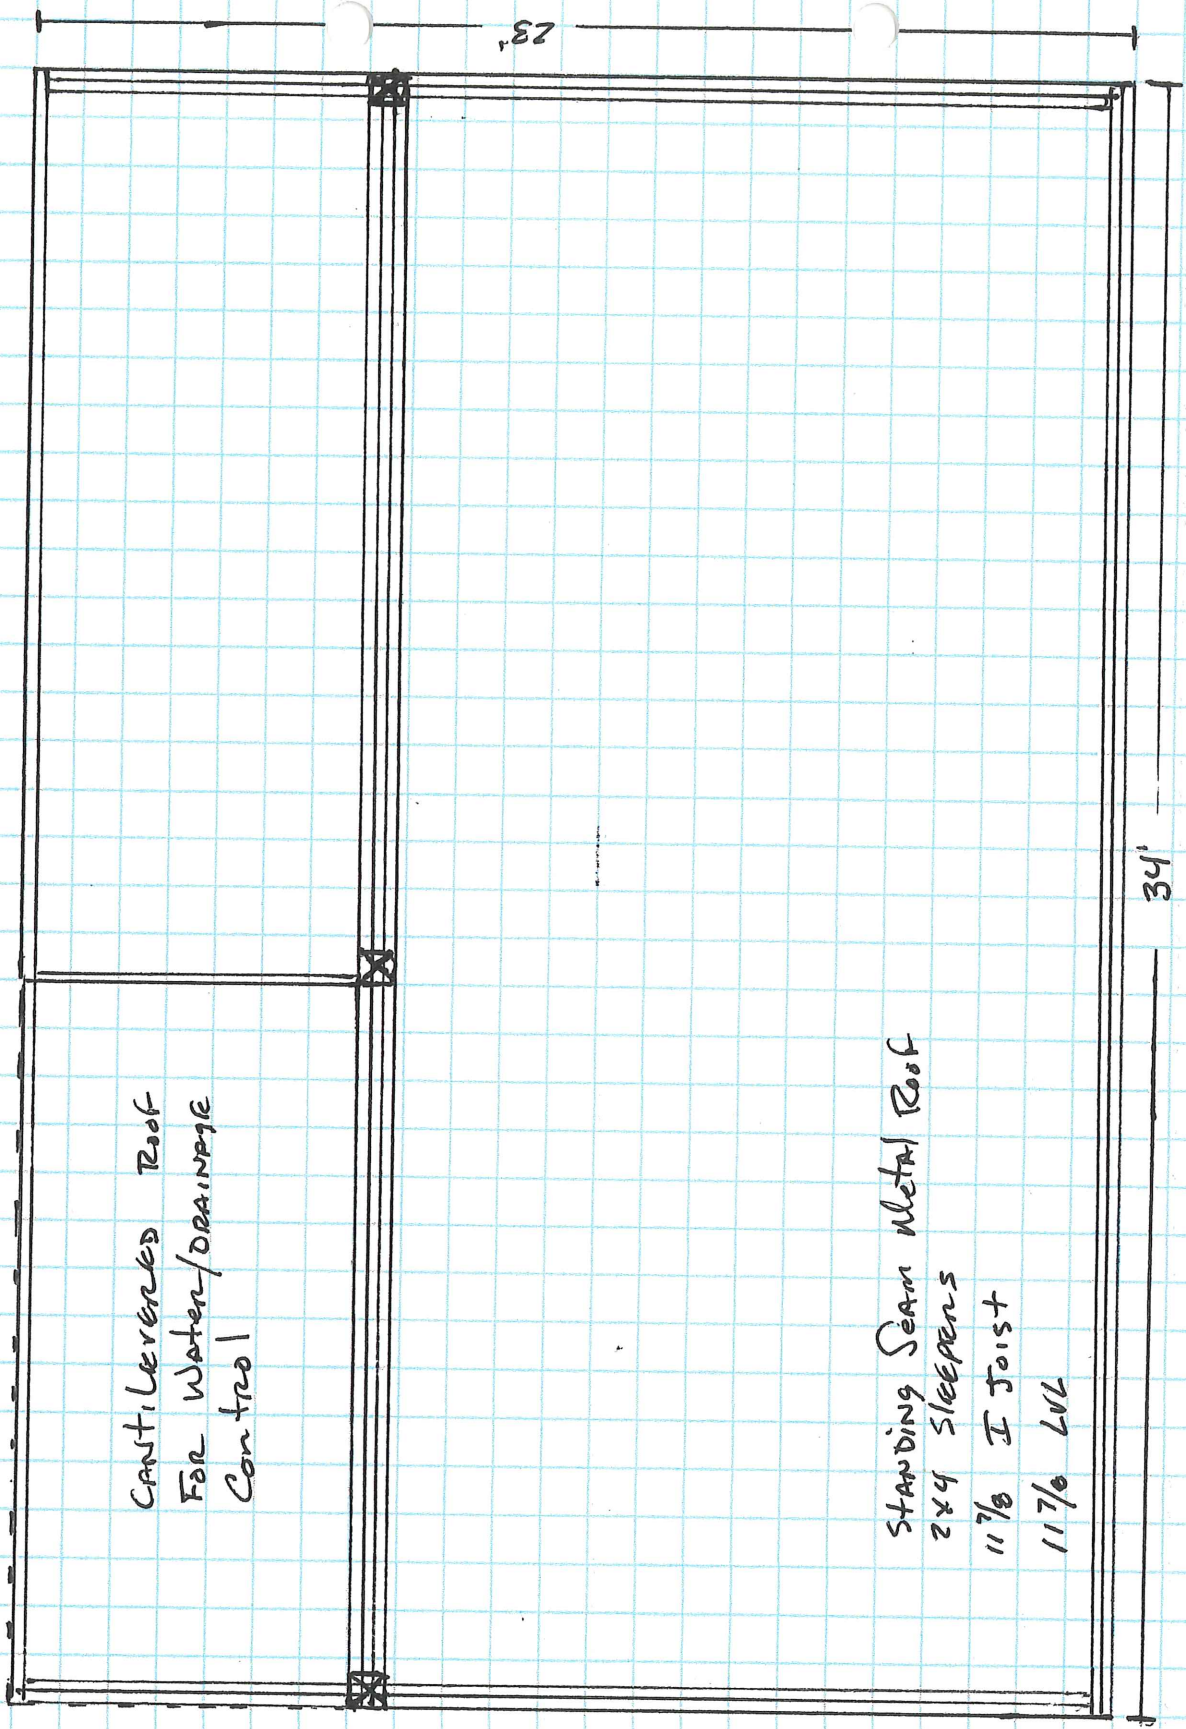 23'
CANTILEVERED ROOF
FOR WATER/DRAINAGE
CONTROL
STANDING SEAM METAL ROOF
2x4 SLEEPERS
11 7/8 I JOIST
11 7/8 LVL
34'